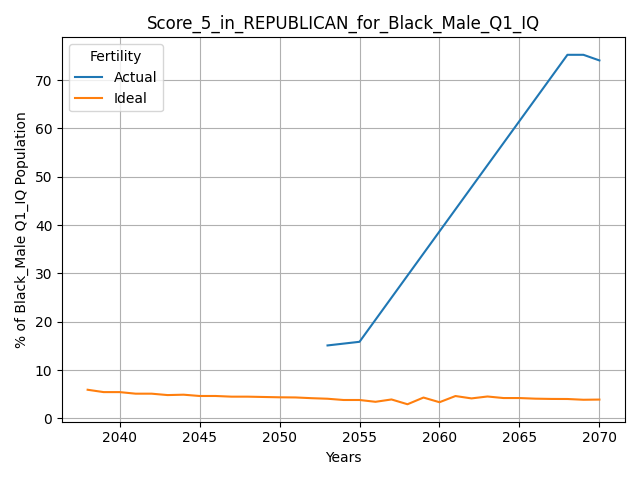 Score_5_in_REPUBLICAN_for_Black_Male_Q1_IQ
Fertility
Actual
Ideal
% of Black_Male Q1_IQ Population
70
60
50
40
30
20
10
0
2040 2045 2050 2055 2060 2065 2070
Years